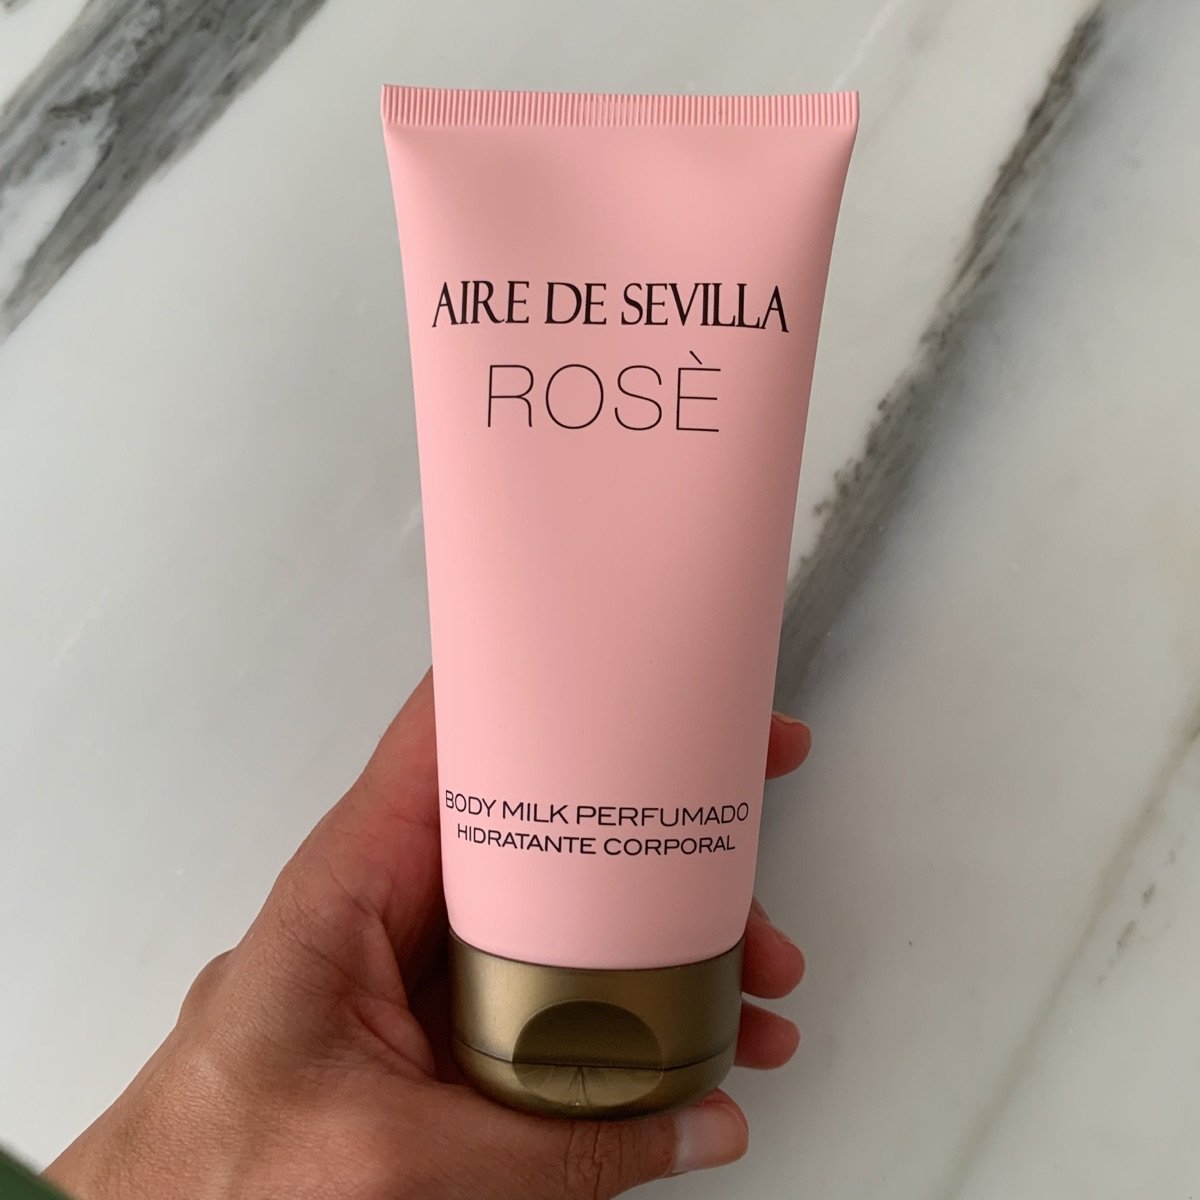 AIRE DE SEVILLA
ROSÈ
BODY MILK PERFUMADO
HIDRATANTE CORPORAL